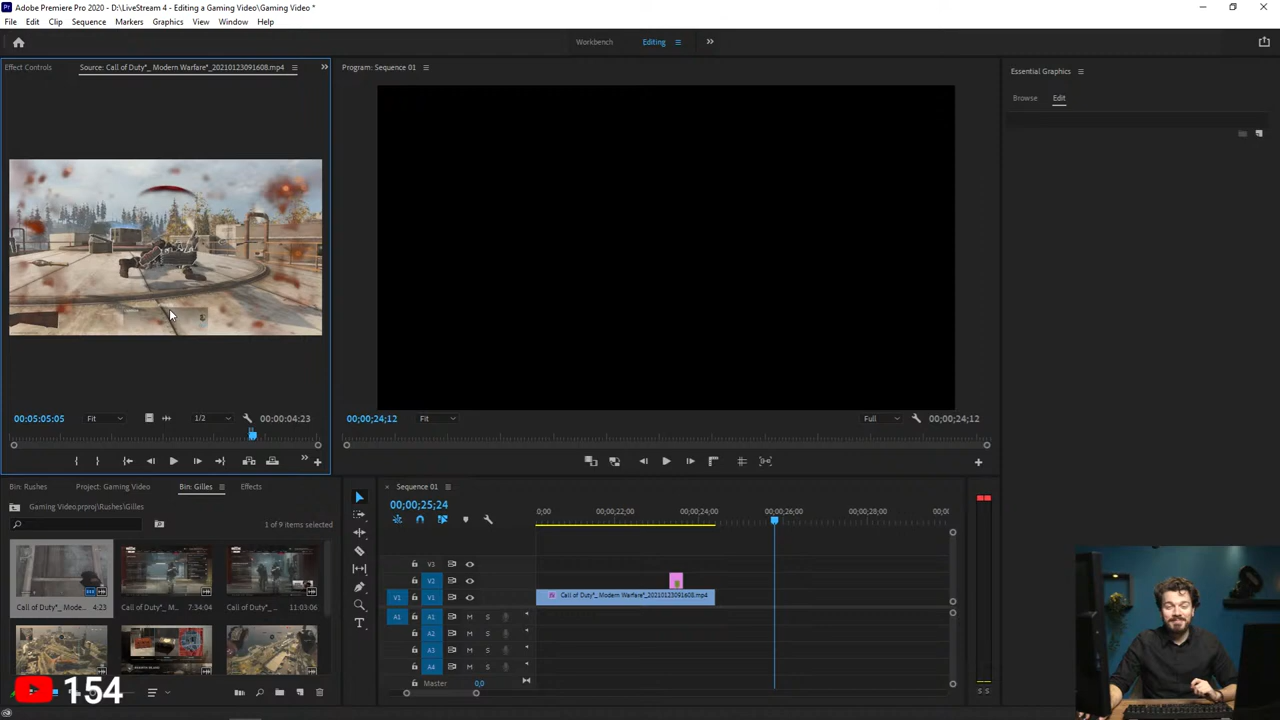 Adobe Premiere Pro 2020 - D:\LiveStream 4 - Editing a Gaming Video\Gaming Video *
File Edit Clip Sequence Markers Graphics View Window Help
Workbench Editing
Effect Controls Source: Call of Duty*_ Modern Warfare*_20210123091608.mp4
Program: Sequence 01
Essential Graphics
Browse Edit
00:05:05:05 Fit 1/2 00:00:04:23
00;00;24;12 Fit Full 00;00;24;12
Bin: Rushes Project: Gaming Video Bin: Gilles Effects
Gaming Video.prproj\Rushes\Gilles
1 of 9 items selected
Call of Duty*_ Mode... 4:23
Call of Duty*_ M... 7:34:04
Call of Duty*_ ... 11:03:06
154
Sequence 01
00;00;25;24
0;00 00;00;22;00 00;00;24;00 00;00;26;00 00;00;28;00 00;0
V3
V2
V1 V1 Call of Duty*_ Modern Warfare*_20210123091608.mp4
A1 A1 M S
A2 M S
A3 M S
A4 M S
Master 0,0
S S